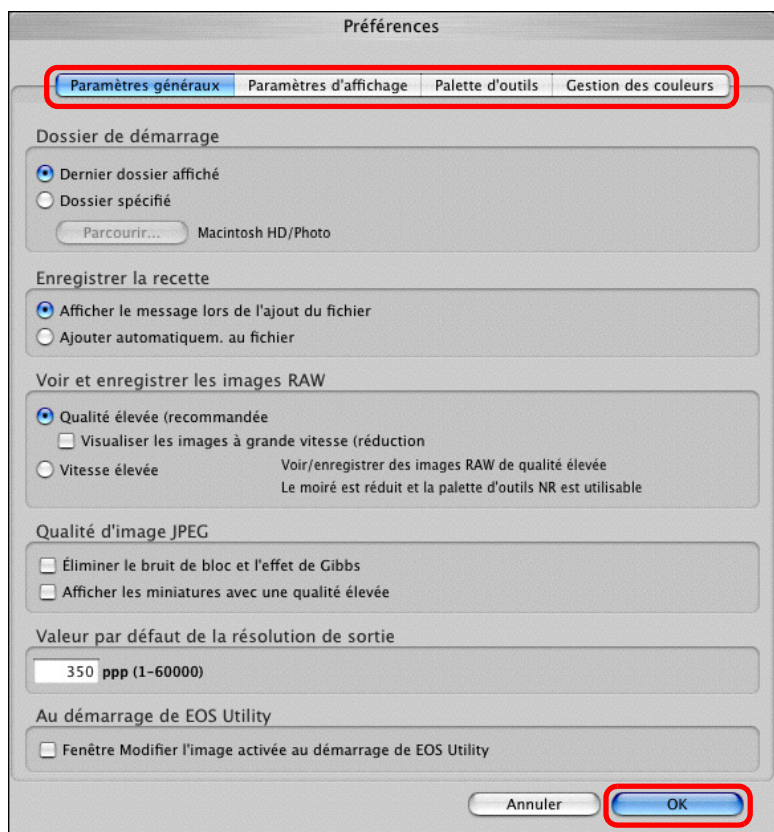 Préférences
Paramètres généraux Paramètres d'affichage Palette d'outils Gestion des couleurs
Dossier de démarrage
Dernier dossier affiché
Dossier spécifié
Parcourir... Macintosh HD/Photo
Enregistrer la recette
Afficher le message lors de l'ajout du fichier
Ajouter automatiquem. au fichier
Voir et enregistrer les images RAW
Qualité élevée (recommandée
Visualiser les images à grande vitesse (réduction
Vitesse élevée Voir/enregistrer des images RAW de qualité élevée
Le moiré est réduit et la palette d'outils NR est utilisable
Qualité d'image JPEG
Éliminer le bruit de bloc et l'effet de Gibbs
Afficher les miniatures avec une qualité élevée
Valeur par défaut de la résolution de sortie
350 ppp (1-60000)
Au démarrage de EOS Utility
Fenêtre Modifier l'image activée au démarrage de EOS Utility
Annuler OK